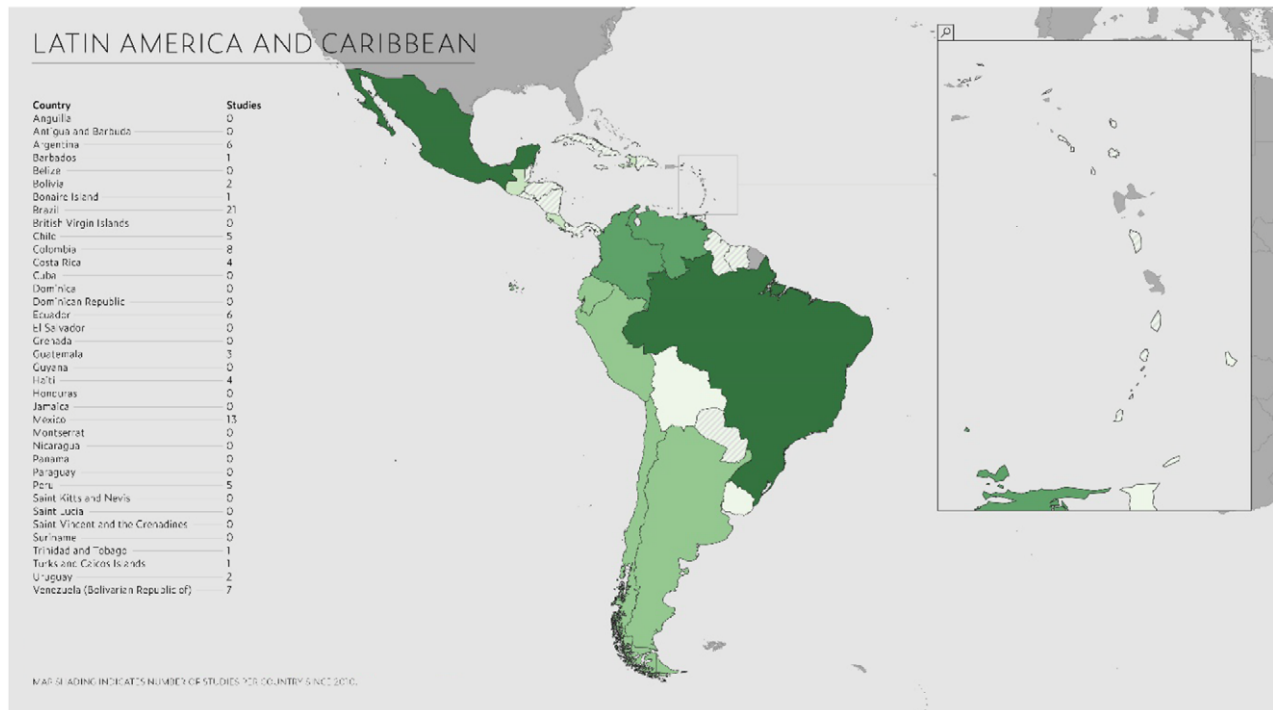 LATIN AMERICA AND CARIBBEAN
Country Studies
Anguilla 0
Antigua and Barbuda 0
Argentina 6
Barbados 1
Belize 0
Bolivia 2
Bonaire Island 1
Brazil 21
British Virgin Islands 0
Chile 5
Colombia 8
Costa Rica 4
Cuba 0
Dominica 0
Dominican Republic 0
Ecuador 6
El Salvador 0
Grenada 0
Guatemala 3
Guyana 0
Haïti 4
Honduras 0
Jamaica 0
Mexico 13
Montserrat 0
Nicaragua 0
Panama 0
Paraguay 0
Peru 5
Saint Kitts and Nevis 0
Saint Lucia 0
Saint Vincent and the Grenadines 0
Suriname 0
Trinidad and Tobago 1
Turks and Caicos Islands 1
Uruguay 2
Venezuela (Bolivarian Republic of) 7
MAP SHADING INDICATES NUMBER OF STUDIES PER COUNTRY SINCE 2010.